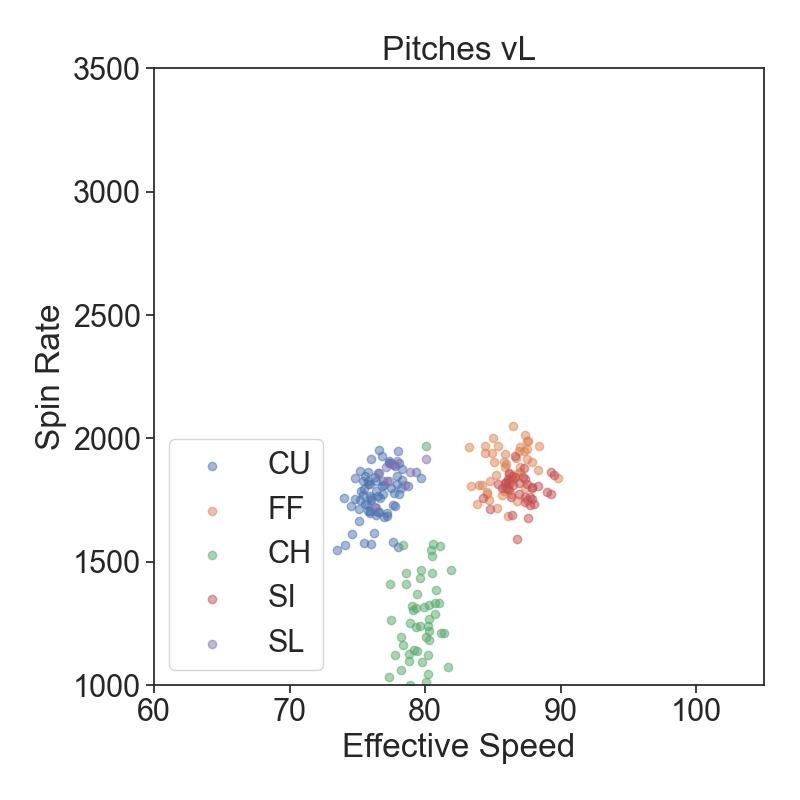 Pitches vL
3500
3000
2500
2000
1500
1000
Spin Rate
CU
FF
CH
SI
SL
60 70 80 90 100
Effective Speed